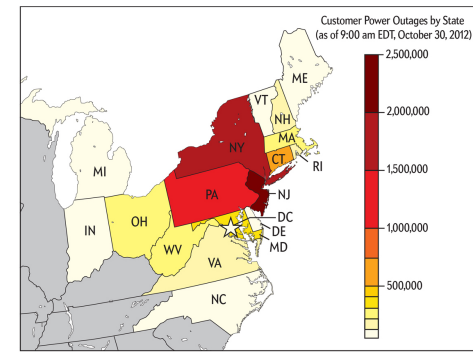 Customer Power Outages by State
(as of 9:00 am EDT, October 30, 2012)
2,500,000
2,000,000
1,500,000
1,000,000
500,000
ME
VT
NH
MA
NY
CT
RI
MI
PA
NJ
DC
DE
MD
IN
OH
WV
VA
NC